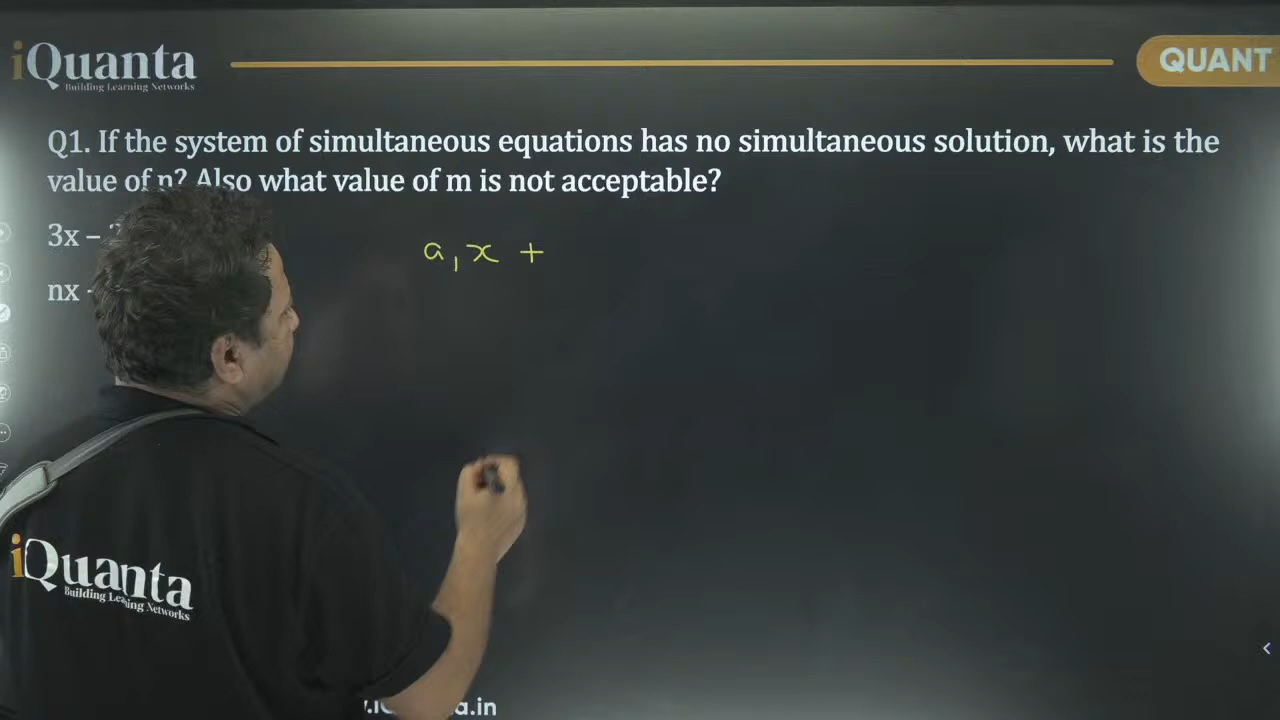 iQuanta
Building Learning Networks
QUANT
Q1. If the system of simultaneous equations has no simultaneous solution, what is the
value of n? Also what value of m is not acceptable?
3x –
nx
a₁x +
iQuanta
Building Learning Networks
a.in